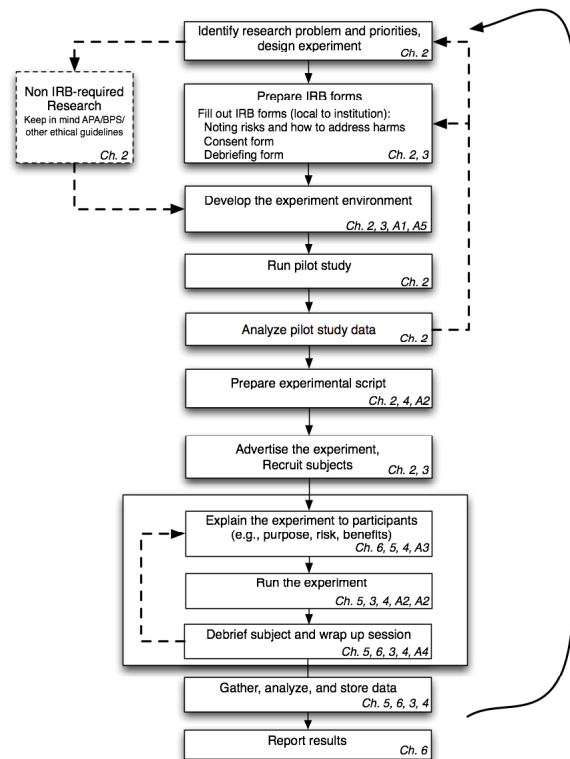 Identify research problem and priorities,
design experiment
Ch. 2
Non IRB-required
Research
Keep in mind APA/BPS/
other ethical guidelines
Ch. 2
Prepare IRB forms
Fill out IRB forms (local to institution):
Noting risks and how to address harms
Consent form
Debriefing form
Ch. 2, 3
Develop the experiment environment
Ch. 2, 3, A1, A5
Run pilot study
Ch. 2
Analyze pilot study data
Ch. 2
Prepare experimental script
Ch. 2, 4, A2
Advertise the experiment,
Recruit subjects
Ch. 2, 3
Explain the experiment to participants
(e.g., purpose, risk, benefits)
Ch. 6, 5, 4, A3
Run the experiment
Ch. 5, 3, 4, A2, A2
Debrief subject and wrap up session
Ch. 5, 6, 3, 4, A4
Gather, analyze, and store data
Ch. 5, 6, 3, 4
Report results
Ch. 6